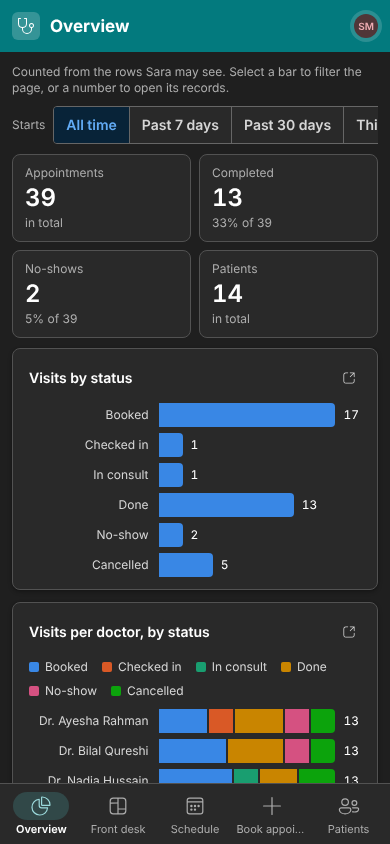 Overview
SM
Counted from the rows Sara may see. Select a bar to filter the
page, or a number to open its records.
Starts
All time
Past 7 days
Past 30 days
Thi
Appointments
39
in total
Completed
13
33% of 39
No-shows
2
5% of 39
Patients
14
in total
Visits by status
Booked 17
Checked in 1
In consult 1
Done 13
No-show 2
Cancelled 5
Visits per doctor, by status
Booked Checked in In consult Done
No-show Cancelled
Dr. Ayesha Rahman 13
Dr. Bilal Qureshi 13
Dr. Nadia Hussain 13
Overview
Front desk
Schedule
Book appoi...
Patients